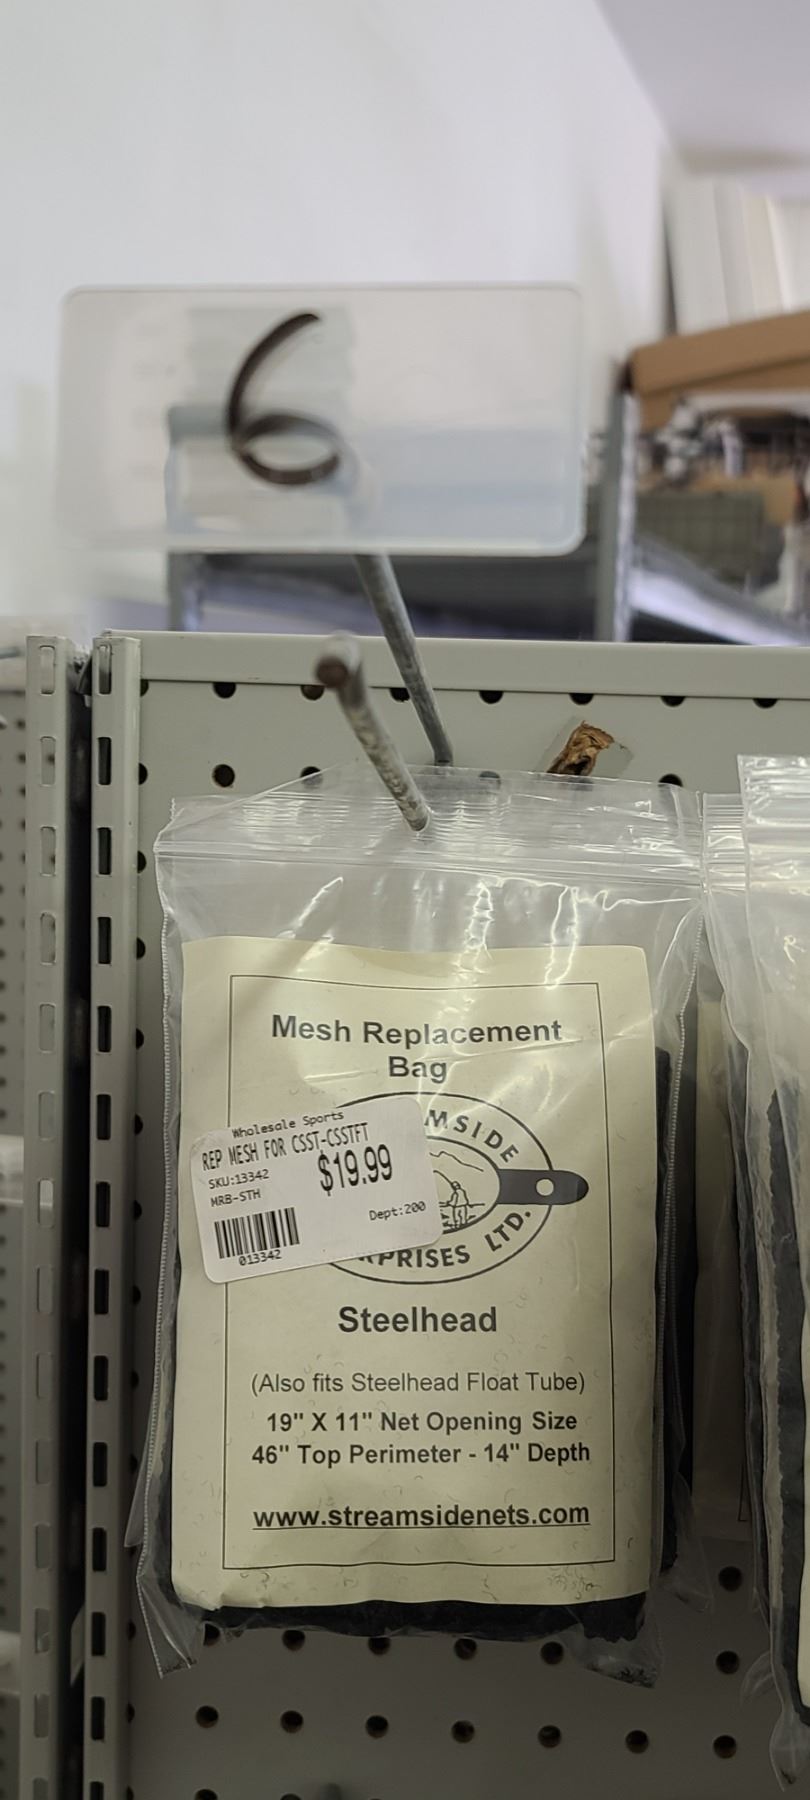 6
Mesh Replacement
Bag
Wholesale Sports
REP MESH FOR CSST-CSSTFT
SKU:13342
$19.99
MRB-STH
Dept:200
013342
MSIDE
RPRISES LTD.
Steelhead
(Also fits Steelhead Float Tube)
19" X 11" Net Opening Size
46" Top Perimeter - 14" Depth
www.streamsidenets.com